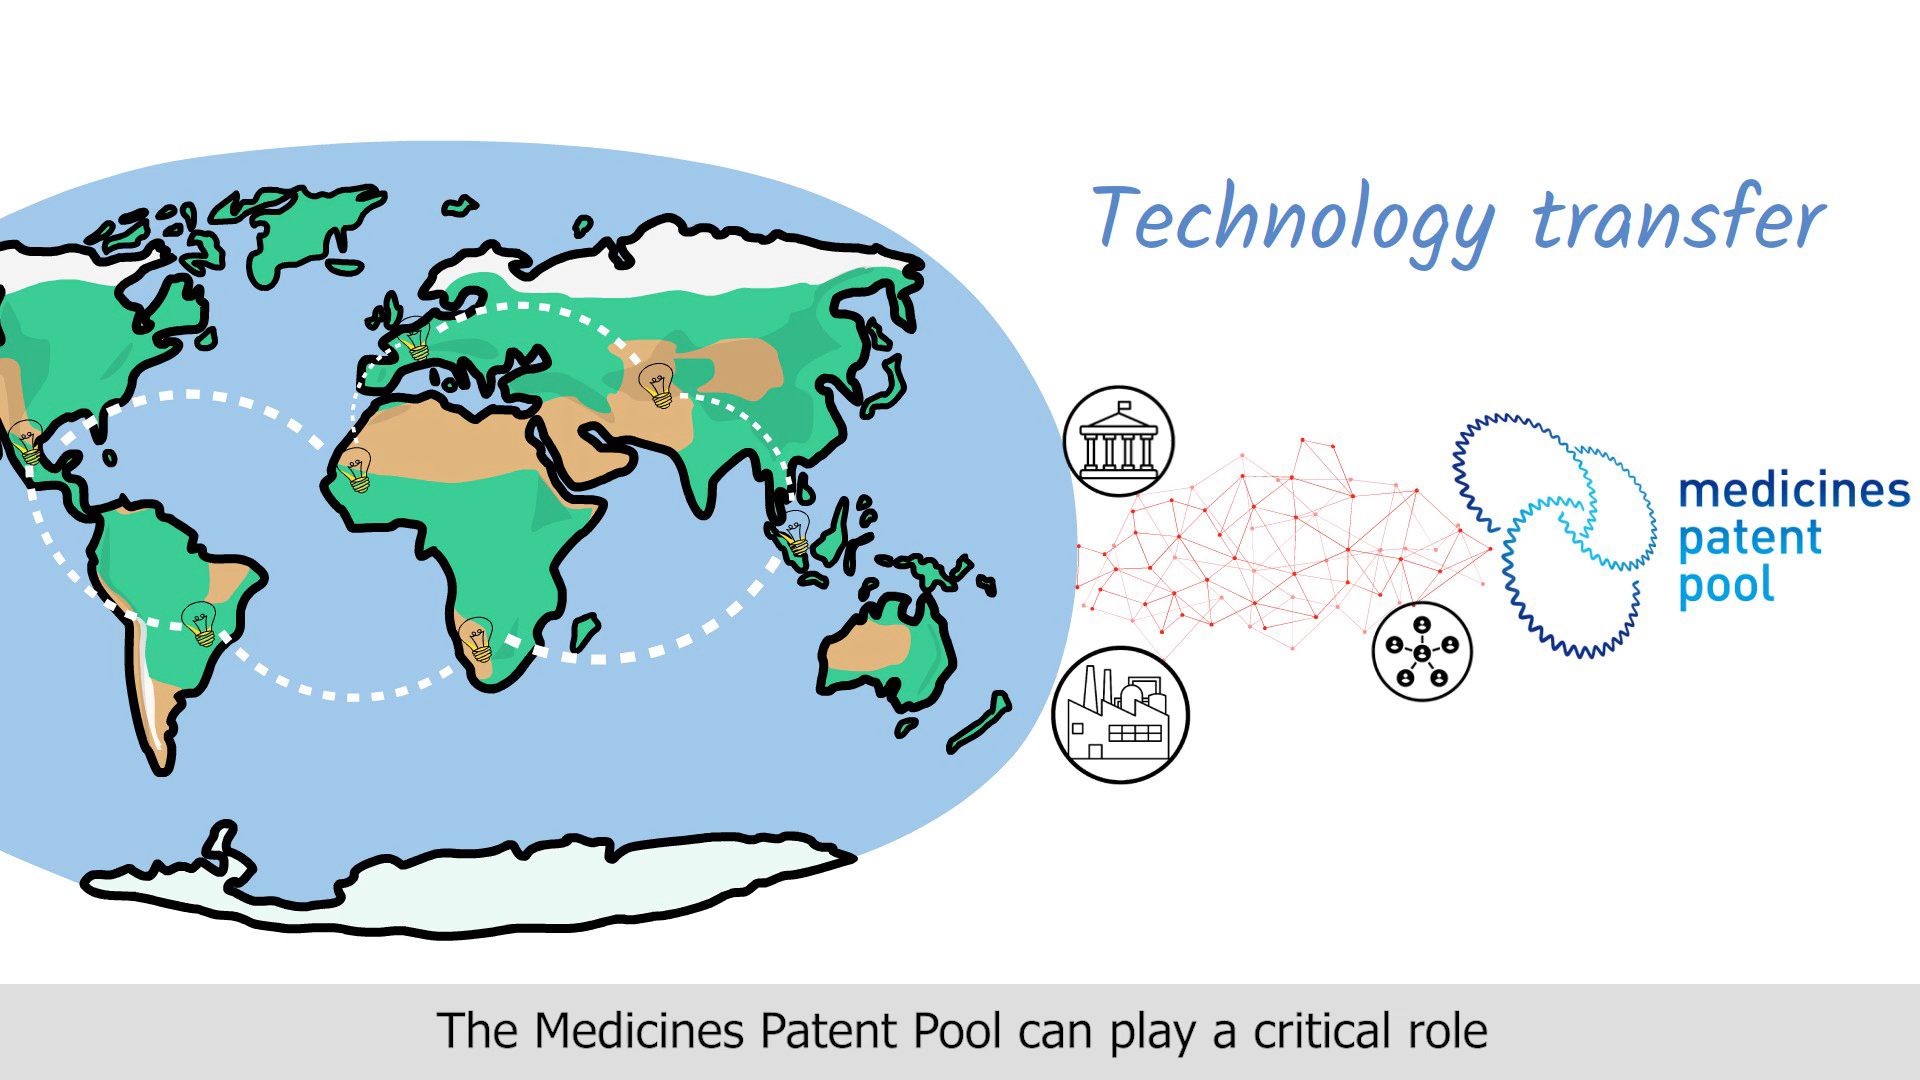 Technology transfer
medicines
patent
pool
The Medicines Patent Pool can play a critical role